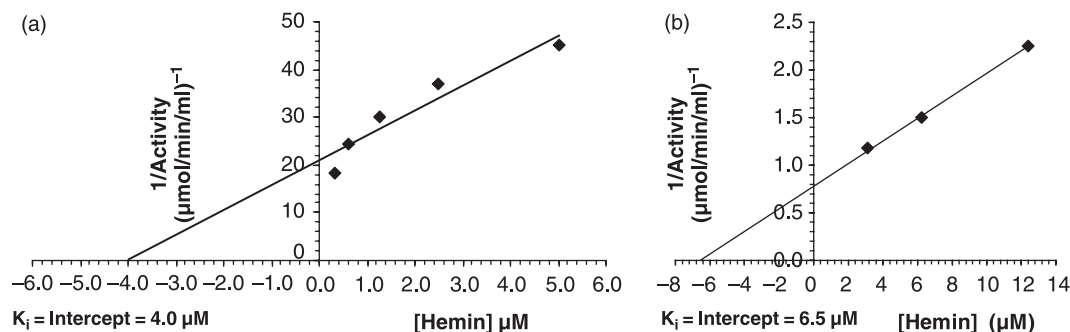 (a)
50
40
30
20
10
0
1/Activity
(µmol/min/ml)⁻¹
−6.0 −5.0 −4.0 −3.0 −2.0 −1.0 0.0 1.0 2.0 3.0 4.0 5.0 6.0
Kᵢ = Intercept = 4.0 µM
[Hemin] µM
(b)
2.5
2.0
1.5
1.0
0.5
0.0
1/Activity
(µmol/min/ml)⁻¹
−8 −6 −4 −2 0 2 4 6 8 10 12 14
Kᵢ = Intercept = 6.5 µM
[Hemin] (µM)